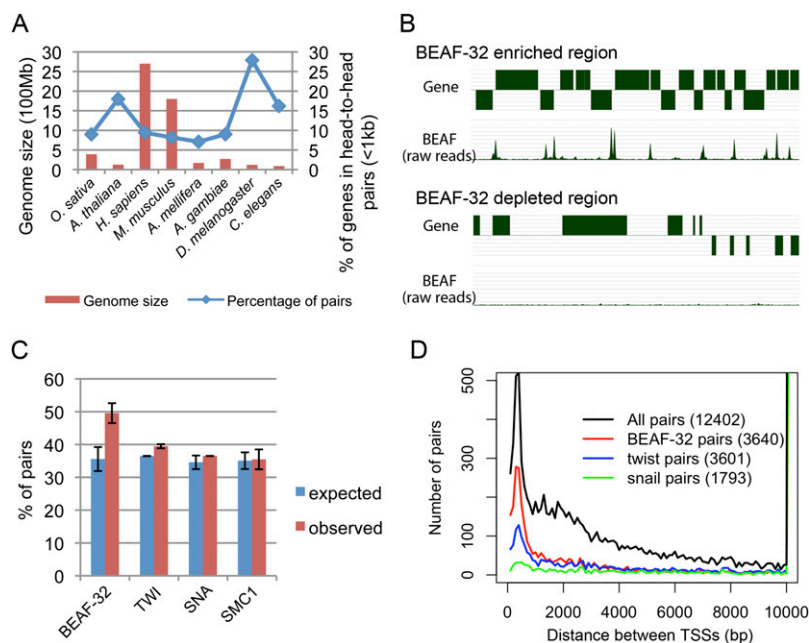 A
30
25
20
15
10
5
0
Genome size (100Mb)
30
25
20
15
10
5
0
% of genes in head-to-head
pairs (<1kb)
O. sativa
A. thaliana
H. sapiens
M. musculus
A. mellifera
A. gambiae
D. melanogaster
C. elegans
Genome size
Percentage of pairs
B
BEAF-32 enriched region
Gene
BEAF
(raw reads)
BEAF-32 depleted region
Gene
BEAF
(raw reads)
C
60
50
40
30
20
10
0
% of pairs
BEAF-32
TWI
SNA
SMC1
expected
observed
D
500
300
100
0
Number of pairs
All pairs (12402)
BEAF-32 pairs (3640)
twist pairs (3601)
snail pairs (1793)
0 2000 4000 6000 8000 10000
Distance between TSSs (bp)